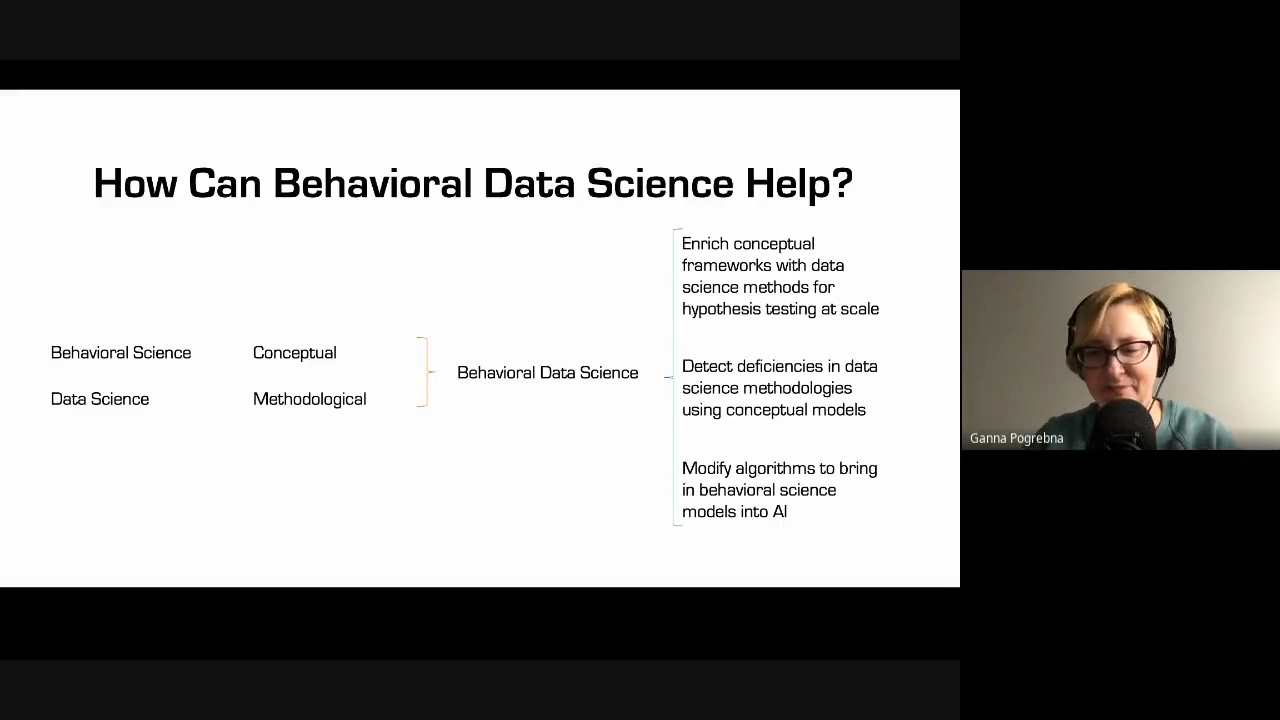 How Can Behavioral Data Science Help?
Behavioral Science
Conceptual
Data Science
Methodological
Behavioral Data Science
Enrich conceptual
frameworks with data
science methods for
hypothesis testing at scale
Detect deficiencies in data
science methodologies
using conceptual models
Modify algorithms to bring
in behavioral science
models into AI
Ganna Pogrebna